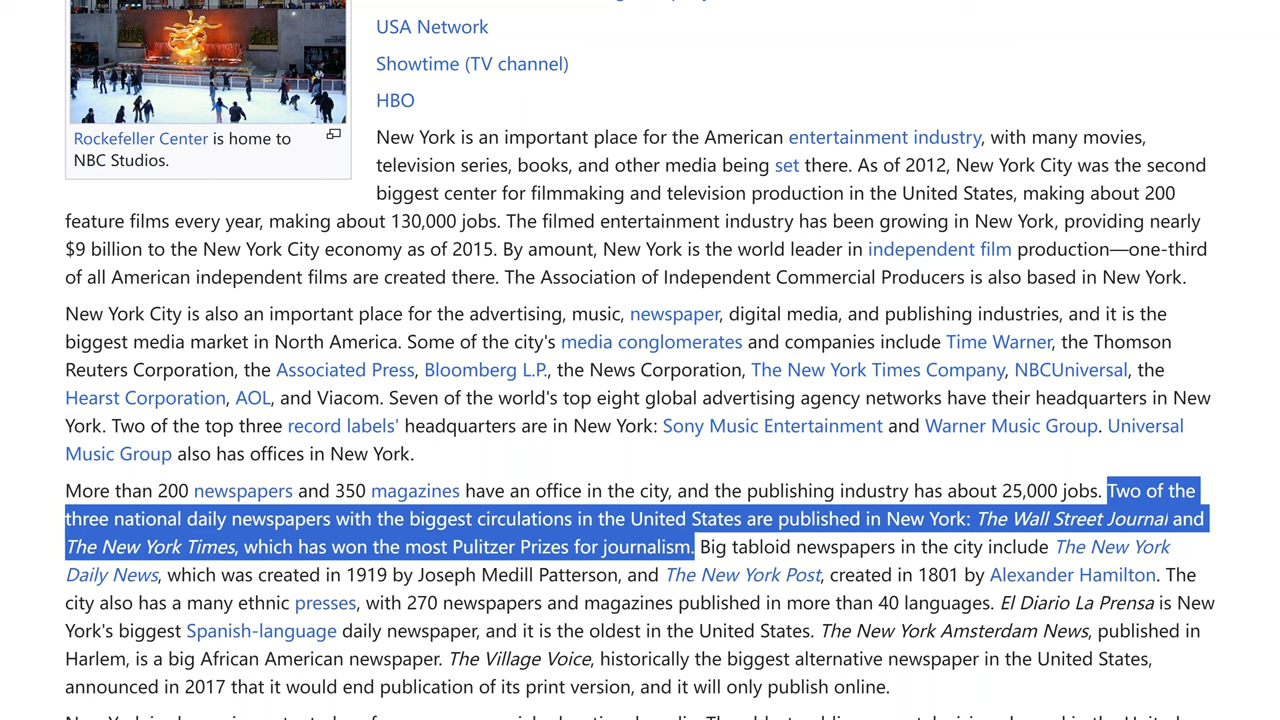 USA Network
Showtime (TV channel)
HBO
Rockefeller Center is home to
NBC Studios.
New York is an important place for the American entertainment industry, with many movies,
television series, books, and other media being set there. As of 2012, New York City was the second
biggest center for filmmaking and television production in the United States, making about 200
feature films every year, making about 130,000 jobs. The filmed entertainment industry has been growing in New York, providing nearly
$9 billion to the New York City economy as of 2015. By amount, New York is the world leader in independent film production—one-third
of all American independent films are created there. The Association of Independent Commercial Producers is also based in New York.
New York City is also an important place for the advertising, music, newspaper, digital media, and publishing industries, and it is the
biggest media market in North America. Some of the city's media conglomerates and companies include Time Warner, the Thomson
Reuters Corporation, the Associated Press, Bloomberg L.P., the News Corporation, The New York Times Company, NBCUniversal, the
Hearst Corporation, AOL, and Viacom. Seven of the world's top eight global advertising agency networks have their headquarters in New
York. Two of the top three record labels' headquarters are in New York: Sony Music Entertainment and Warner Music Group. Universal
Music Group also has offices in New York.
More than 200 newspapers and 350 magazines have an office in the city, and the publishing industry has about 25,000 jobs. Two of the
three national daily newspapers with the biggest circulations in the United States are published in New York: The Wall Street Journal and
The New York Times, which has won the most Pulitzer Prizes for journalism. Big tabloid newspapers in the city include The New York
Daily News, which was created in 1919 by Joseph Medill Patterson, and The New York Post, created in 1801 by Alexander Hamilton. The
city also has a many ethnic presses, with 270 newspapers and magazines published in more than 40 languages. El Diario La Prensa is New
York's biggest Spanish-language daily newspaper, and it is the oldest in the United States. The New York Amsterdam News, published in
Harlem, is a big African American newspaper. The Village Voice, historically the biggest alternative newspaper in the United States,
announced in 2017 that it would end publication of its print version, and it will only publish online.